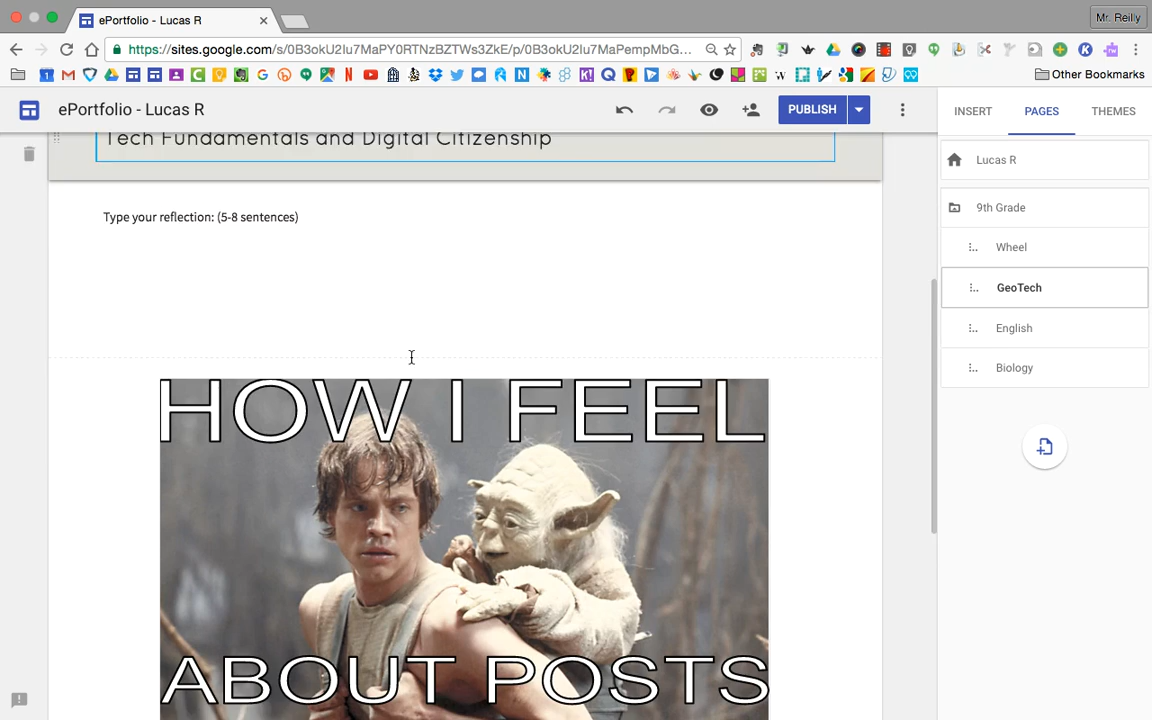 ePortfolio - Lucas R
Mr. Reilly
https://sites.google.com/s/0B3okU2Iu7MaPY0RTNzBZTWs3ZkE/p/0B3okU2Iu7MaPempMbG...
Other Bookmarks
ePortfolio - Lucas R
PUBLISH
INSERT
PAGES
THEMES
Tech Fundamentals and Digital Citizenship
Type your reflection: (5-8 sentences)
HOW I FEEL
ABOUT POSTS
Lucas R
9th Grade
Wheel
GeoTech
English
Biology